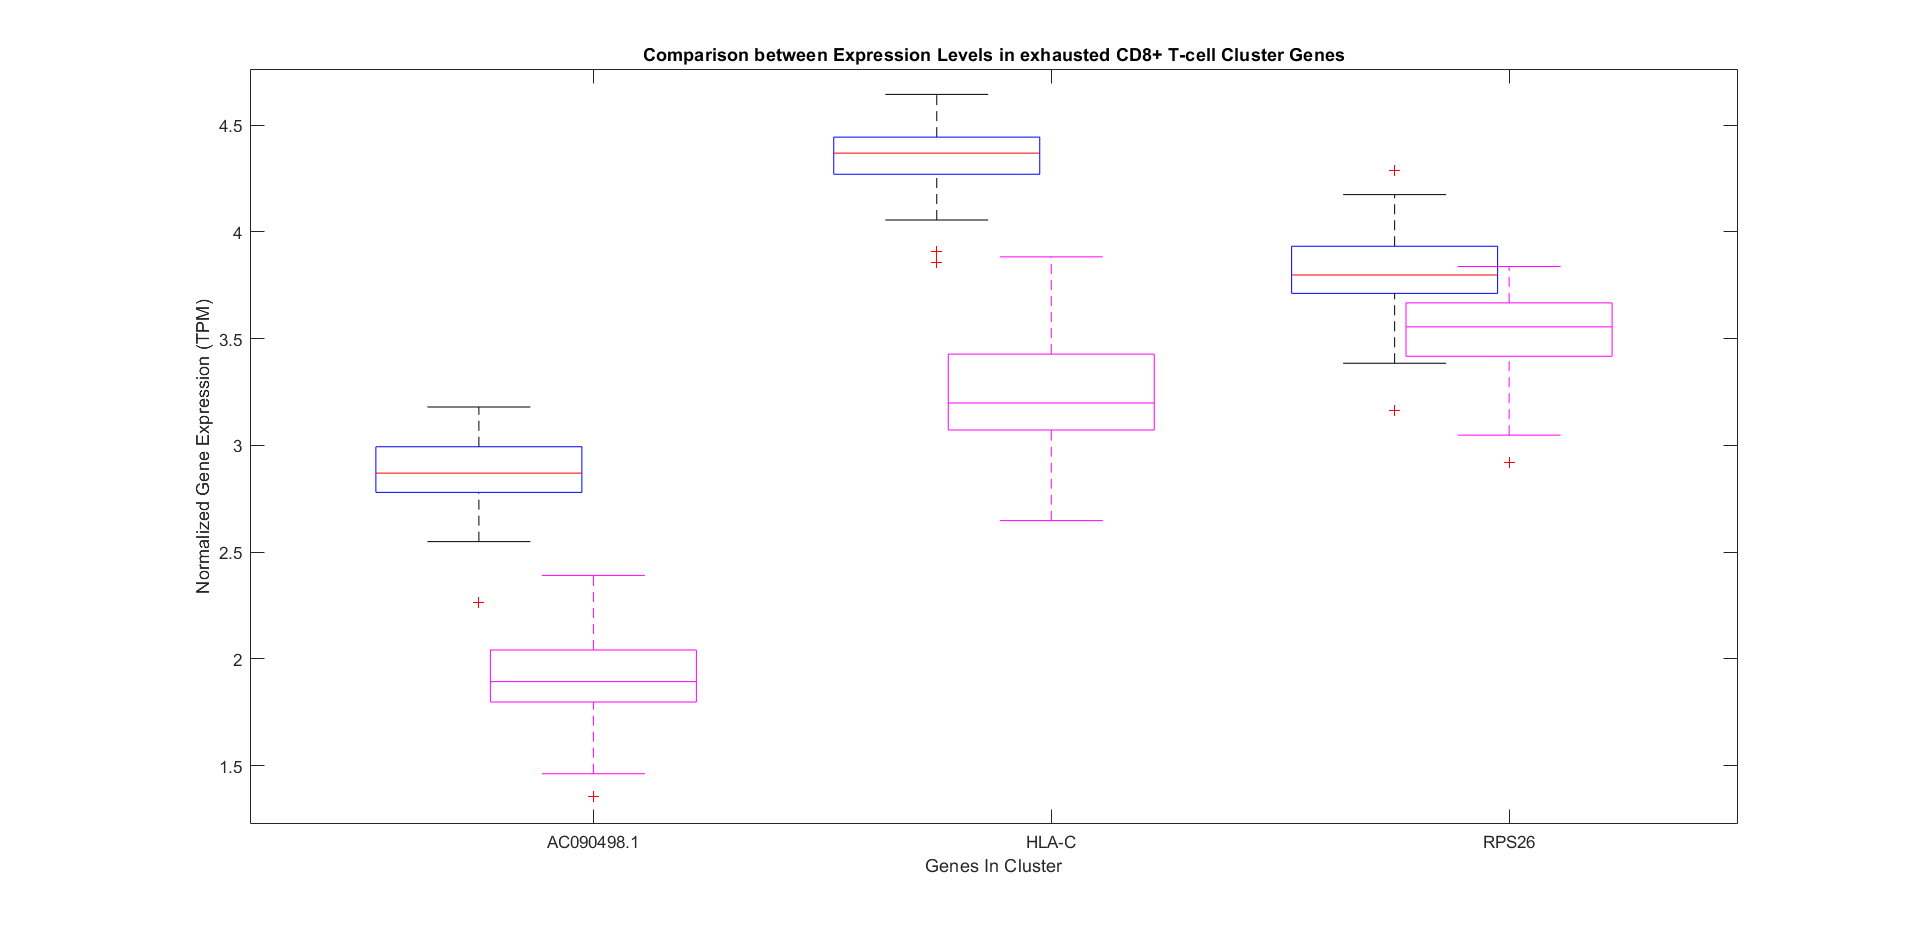 Comparison between Expression Levels in exhausted CD8+ T-cell Cluster Genes
Normalized Gene Expression (TPM)
4.5
4
3.5
3
2.5
2
1.5
AC090498.1 HLA-C RPS26
Genes In Cluster